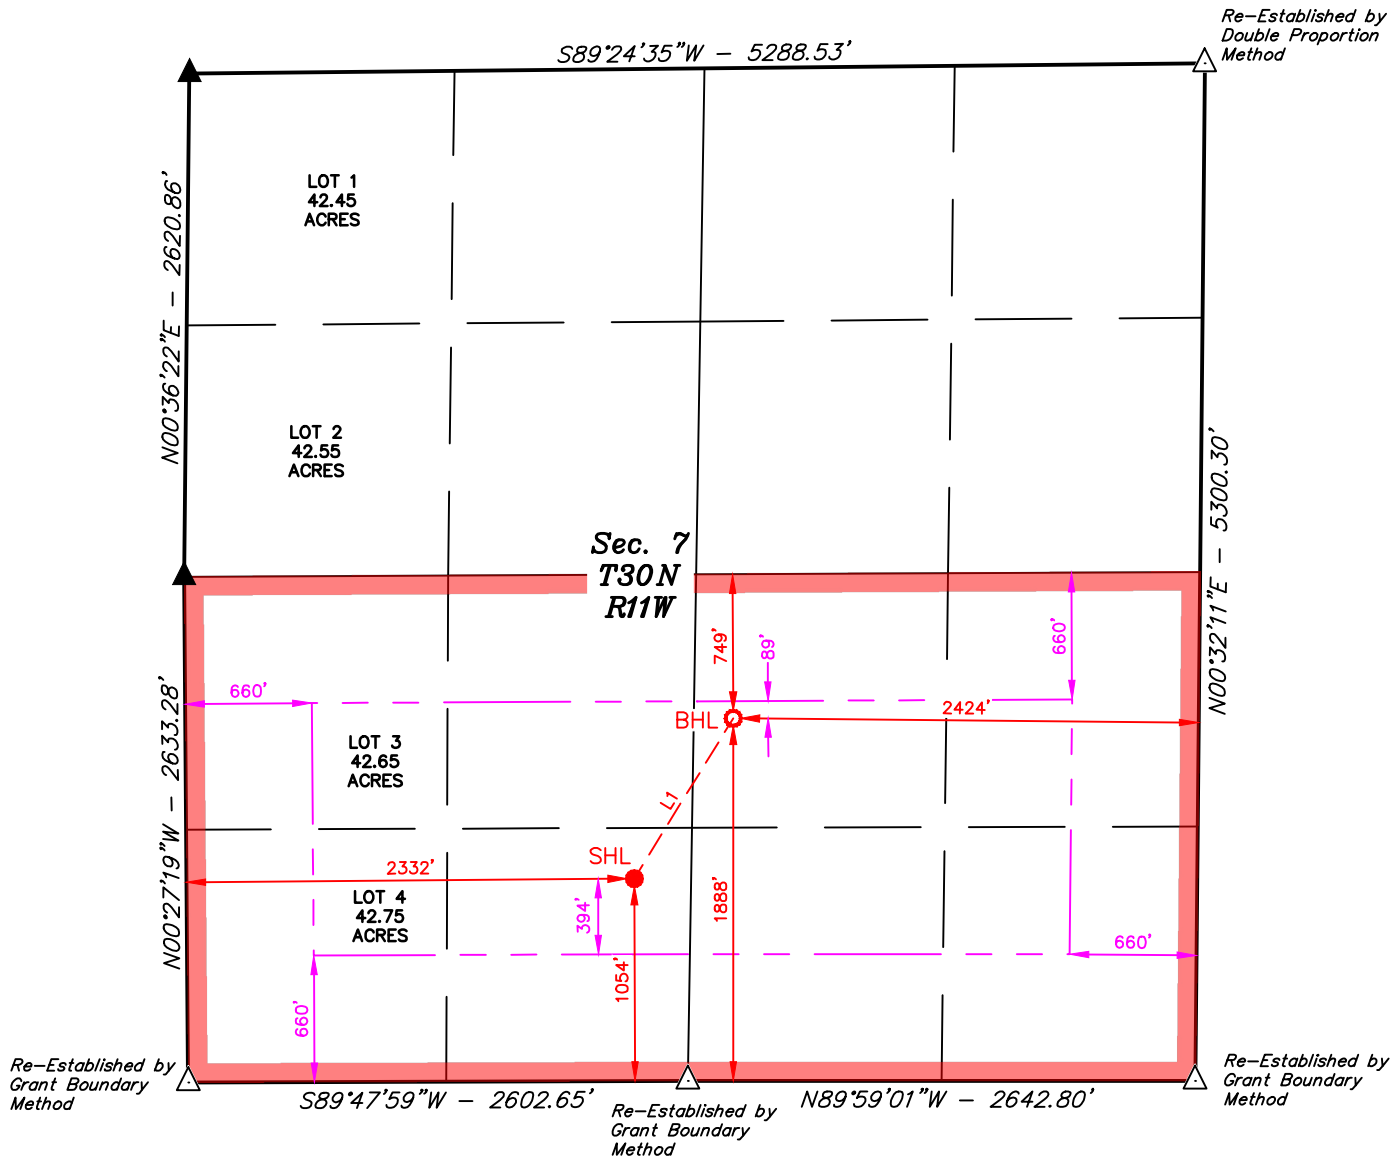 Re-Established by
Double Proportion
Method
S89°24'35"W - 5288.53'
LOT 1
42.45
ACRES
N00°36'22"E - 2620.86'
LOT 2
42.55
ACRES
N00°32'11"E - 5300.30'
Sec. 7
T30N
R11W
749'
89'
660'
660'
2424'
BHL
N00°27'19"W - 2633.28'
LOT 3
42.65
ACRES
L1
SHL
2332'
1888'
LOT 4
42.75
ACRES
394'
660'
1054'
660'
Re-Established by
Grant Boundary
Method
S89°47'59"W - 2602.65'
Re-Established by
Grant Boundary
Method
N89°59'01"W - 2642.80'
Re-Established by
Grant Boundary
Method